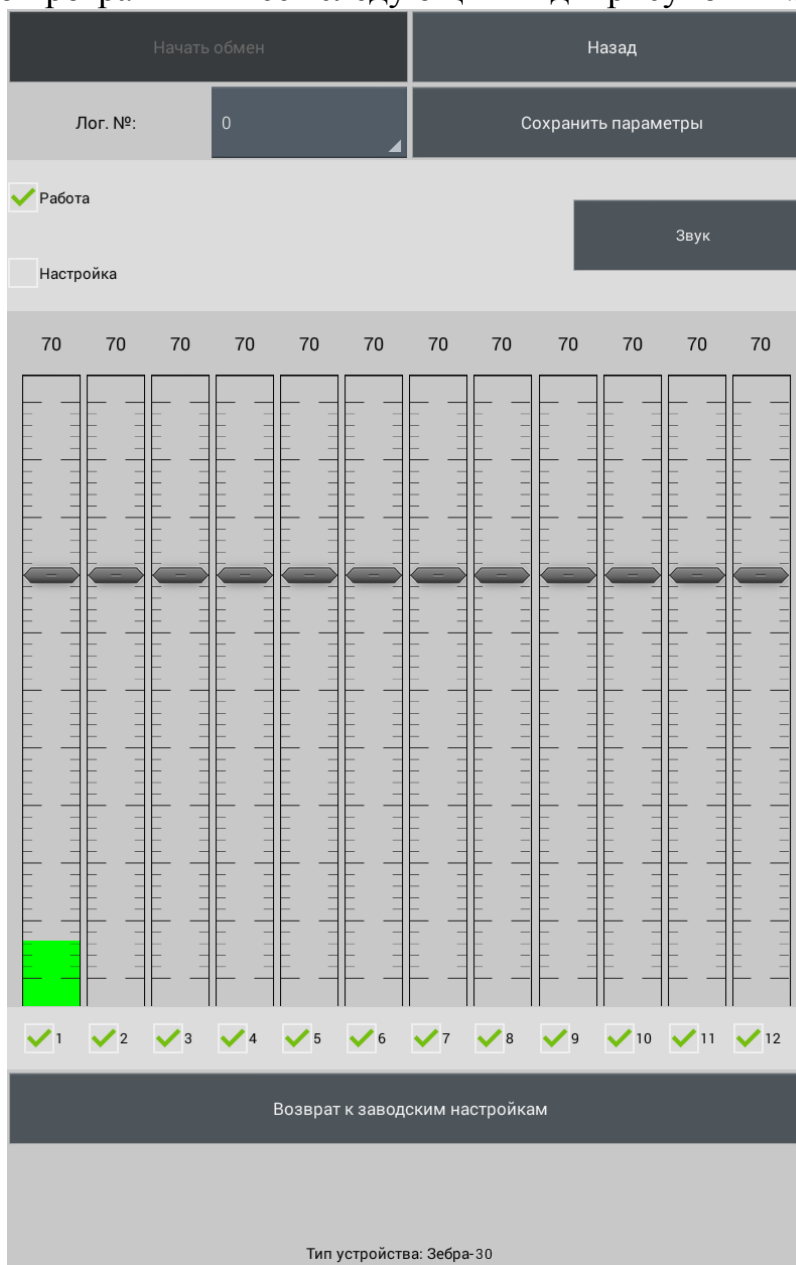 Начать обмен
Назад
Лог. №:
0
Сохранить параметры
Работа
Звук
Настройка
70 70 70 70 70 70 70 70 70 70 70 70
1 2 3 4 5 6 7 8 9 10 11 12
Возврат к заводским настройкам
Тип устройства: Зебра-30